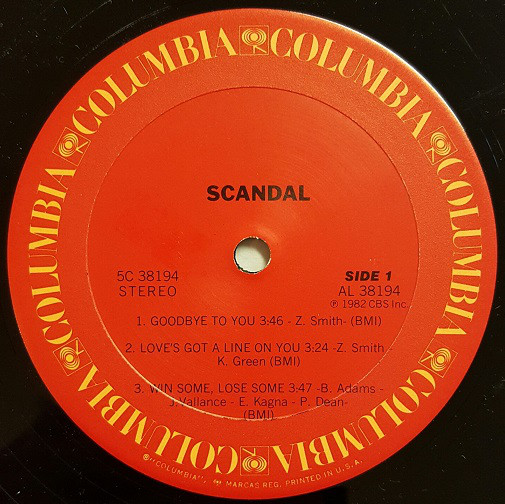 COLUMBIA COLUMBIA COLUMBIA COLUMBIA COLUMBIA COLUMBIA COLUMBIA COLUMBIA
SCANDAL
5C 38194
STEREO
SIDE 1
AL 38194
℗ 1982 CBS Inc.
1. GOODBYE TO YOU 3:46 - Z. Smith- (BMI)
2. LOVE'S GOT A LINE ON YOU 3:24 -Z. Smith
K. Green (BMI)
3. WIN SOME, LOSE SOME 3:47 -B. Adams -
J.Vallance - E. Kagna - P. Dean-
(BMI)
©"COLUMBIA", MARCAS REG. PRINTED IN U.S.A.